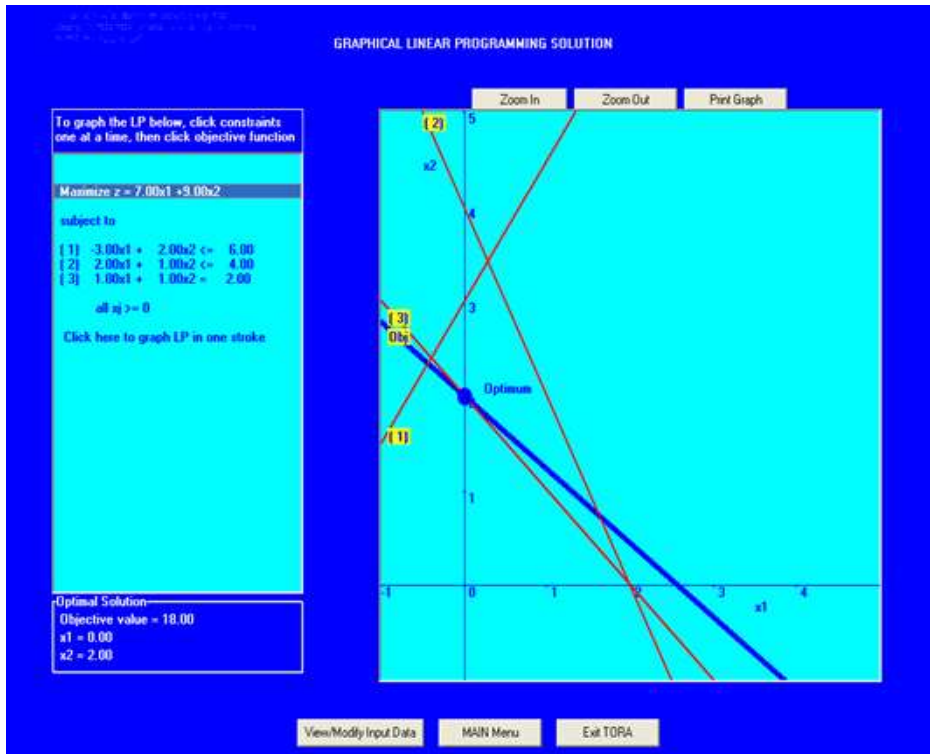 GRAPHICAL LINEAR PROGRAMMING SOLUTION
Zoom In Zoom Out Print Graph
To graph the LP below, click constraints
one at a time, then click objective function
Maximize z = 7.00x1 +9.00x2
subject to
( 1) -3.00x1 + 2.00x2 <= 6.00
( 2) 2.00x1 + 1.00x2 <= 4.00
( 3) 1.00x1 + 1.00x2 = 2.00
all xj >= 0
Click here to graph LP in one stroke
( 2) 5
x2
4
3
( 3)
Obj
Optimum
2
( 1)
1
-1 0 1 2 3 4
x1
Optimal Solution
Objective value = 18.00
x1 = 0.00
x2 = 2.00
View/Modify Input Data MAIN Menu Exit TORA